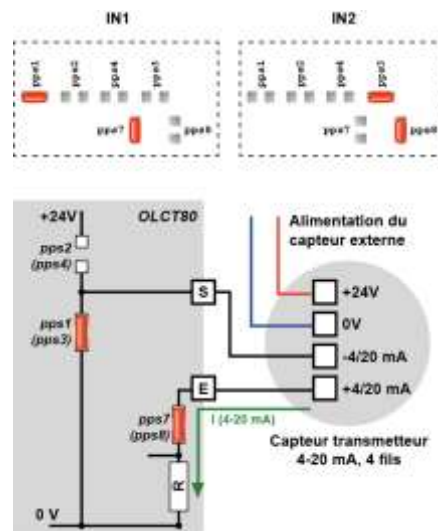 IN1
IN2
pps1
pps2
pps4
pps3
pps7
pps8
pps1
pps2
pps4
pps3
pps7
pps8
+24V
OLCT80
pps2
(pps4)
pps1
(pps3)
S
E
pps7
(pps8)
R
0 V
I (4-20 mA)
Alimentation du
capteur externe
+24V
0V
-4/20 mA
+4/20 mA
Capteur transmetteur
4-20 mA, 4 fils